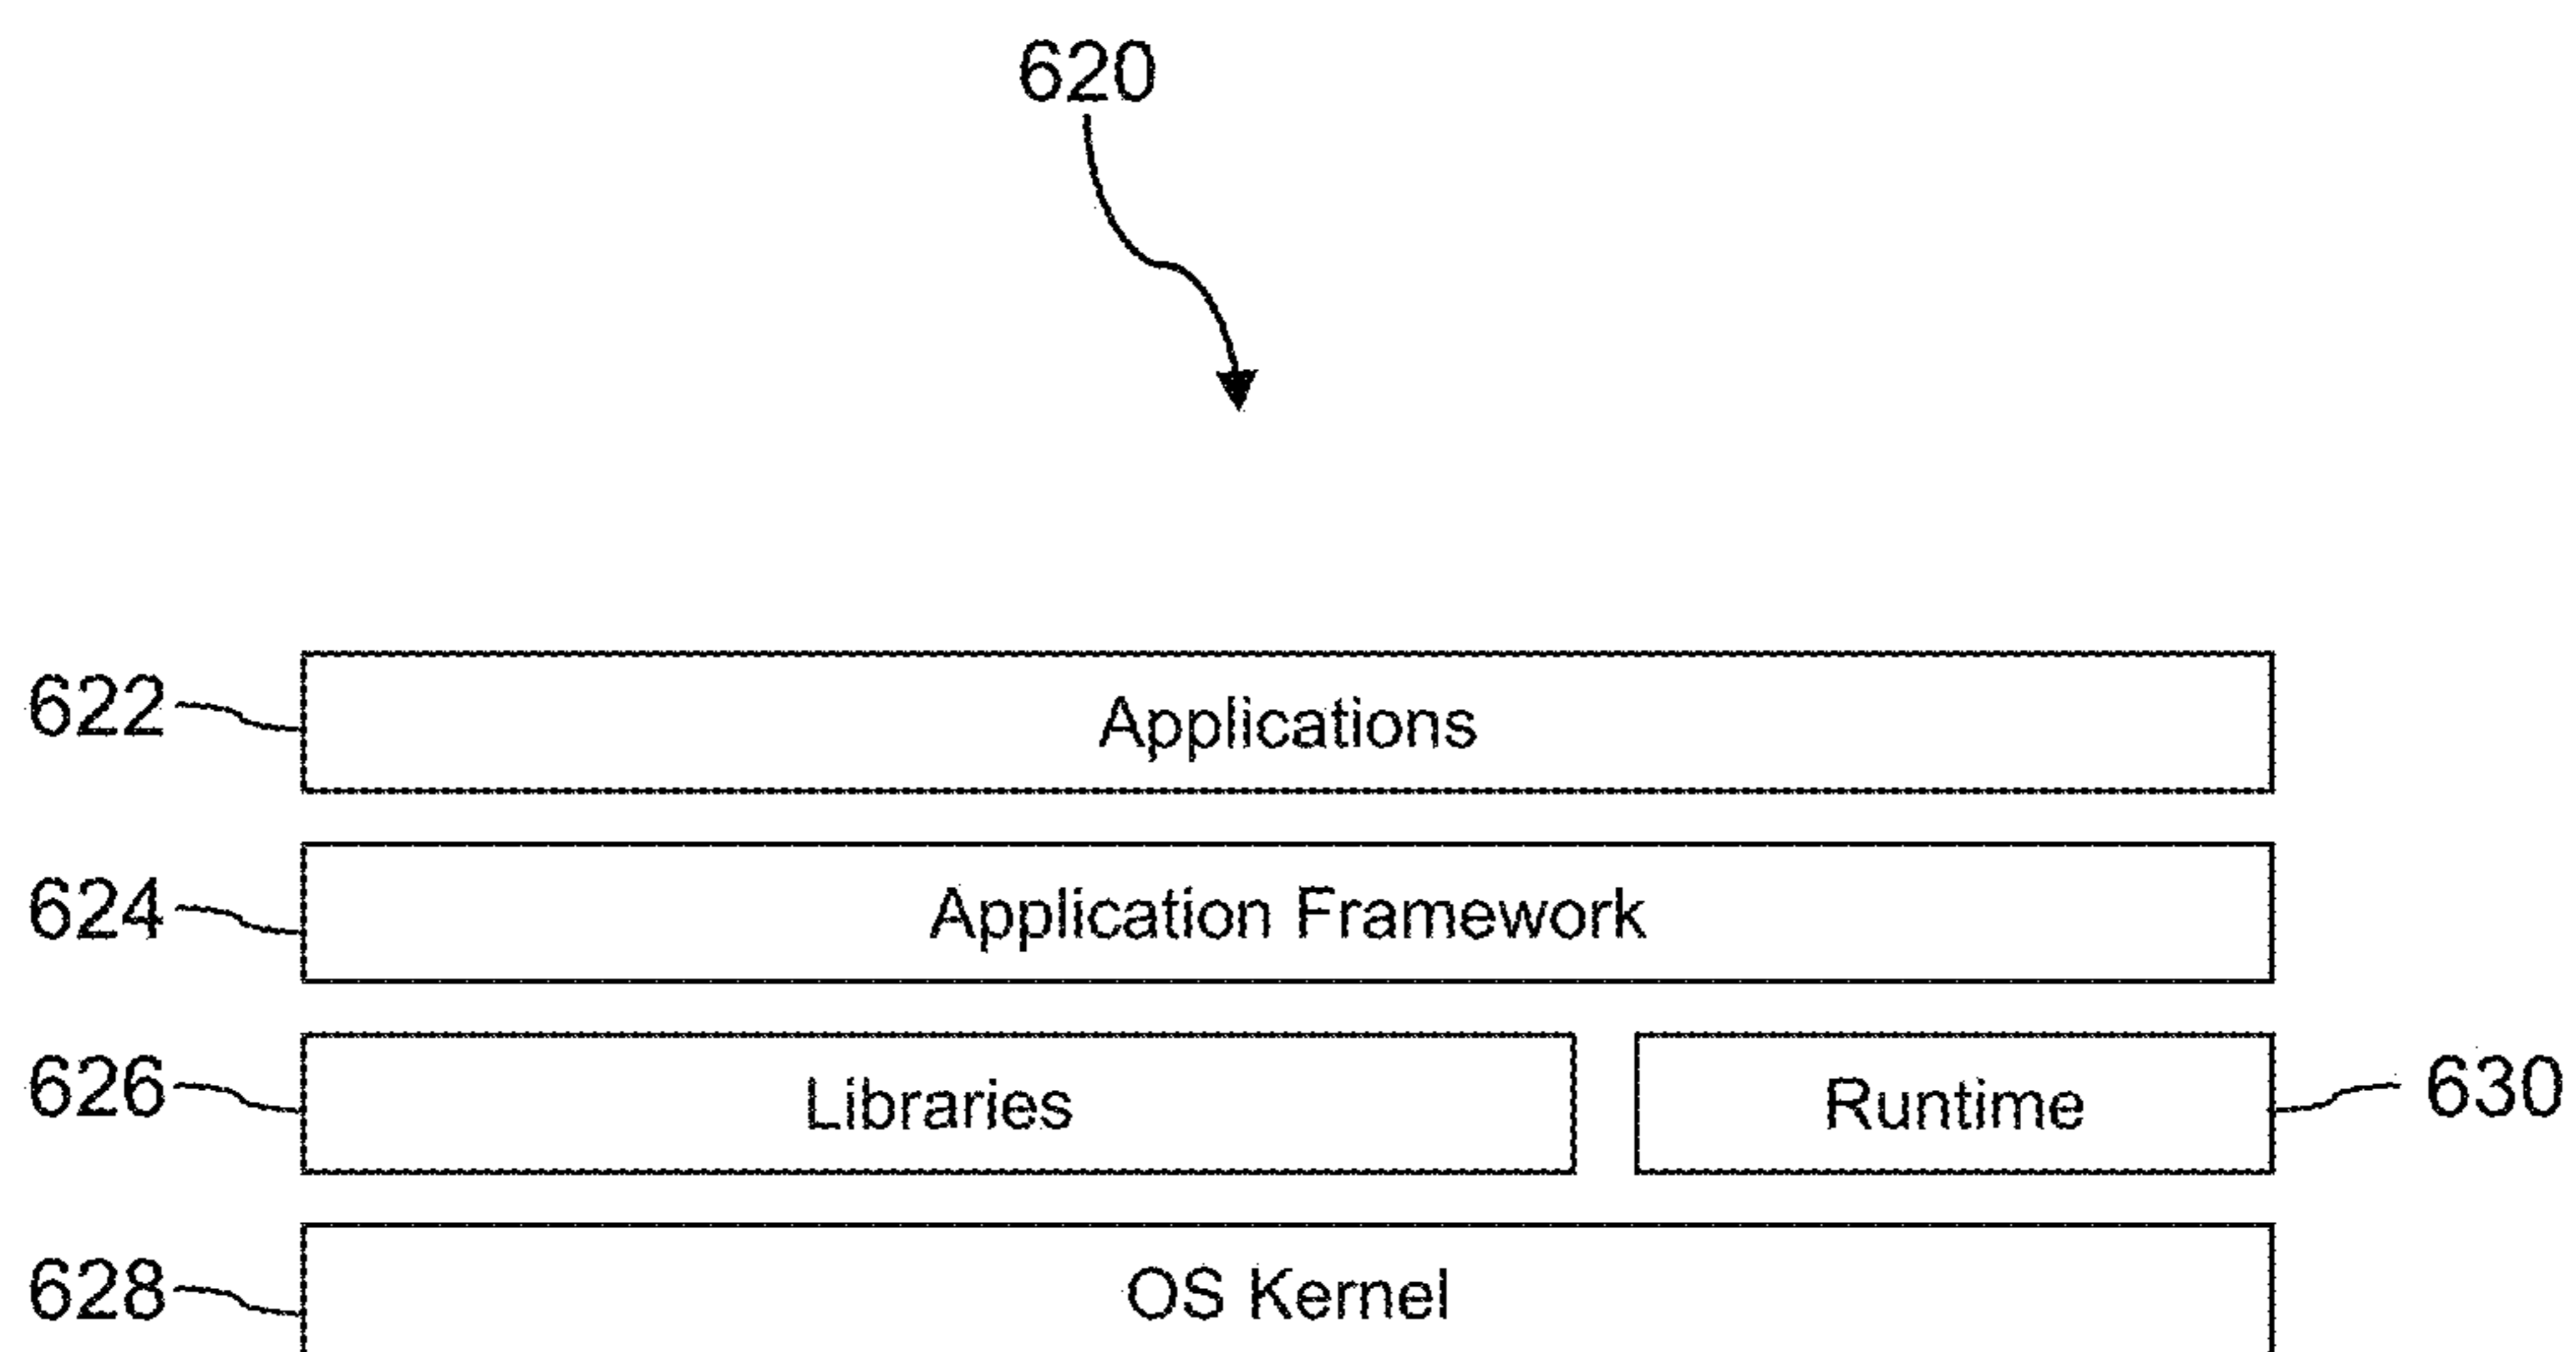 620
622 Applications
624 Application Framework
626 Libraries Runtime 630
628 OS Kernel